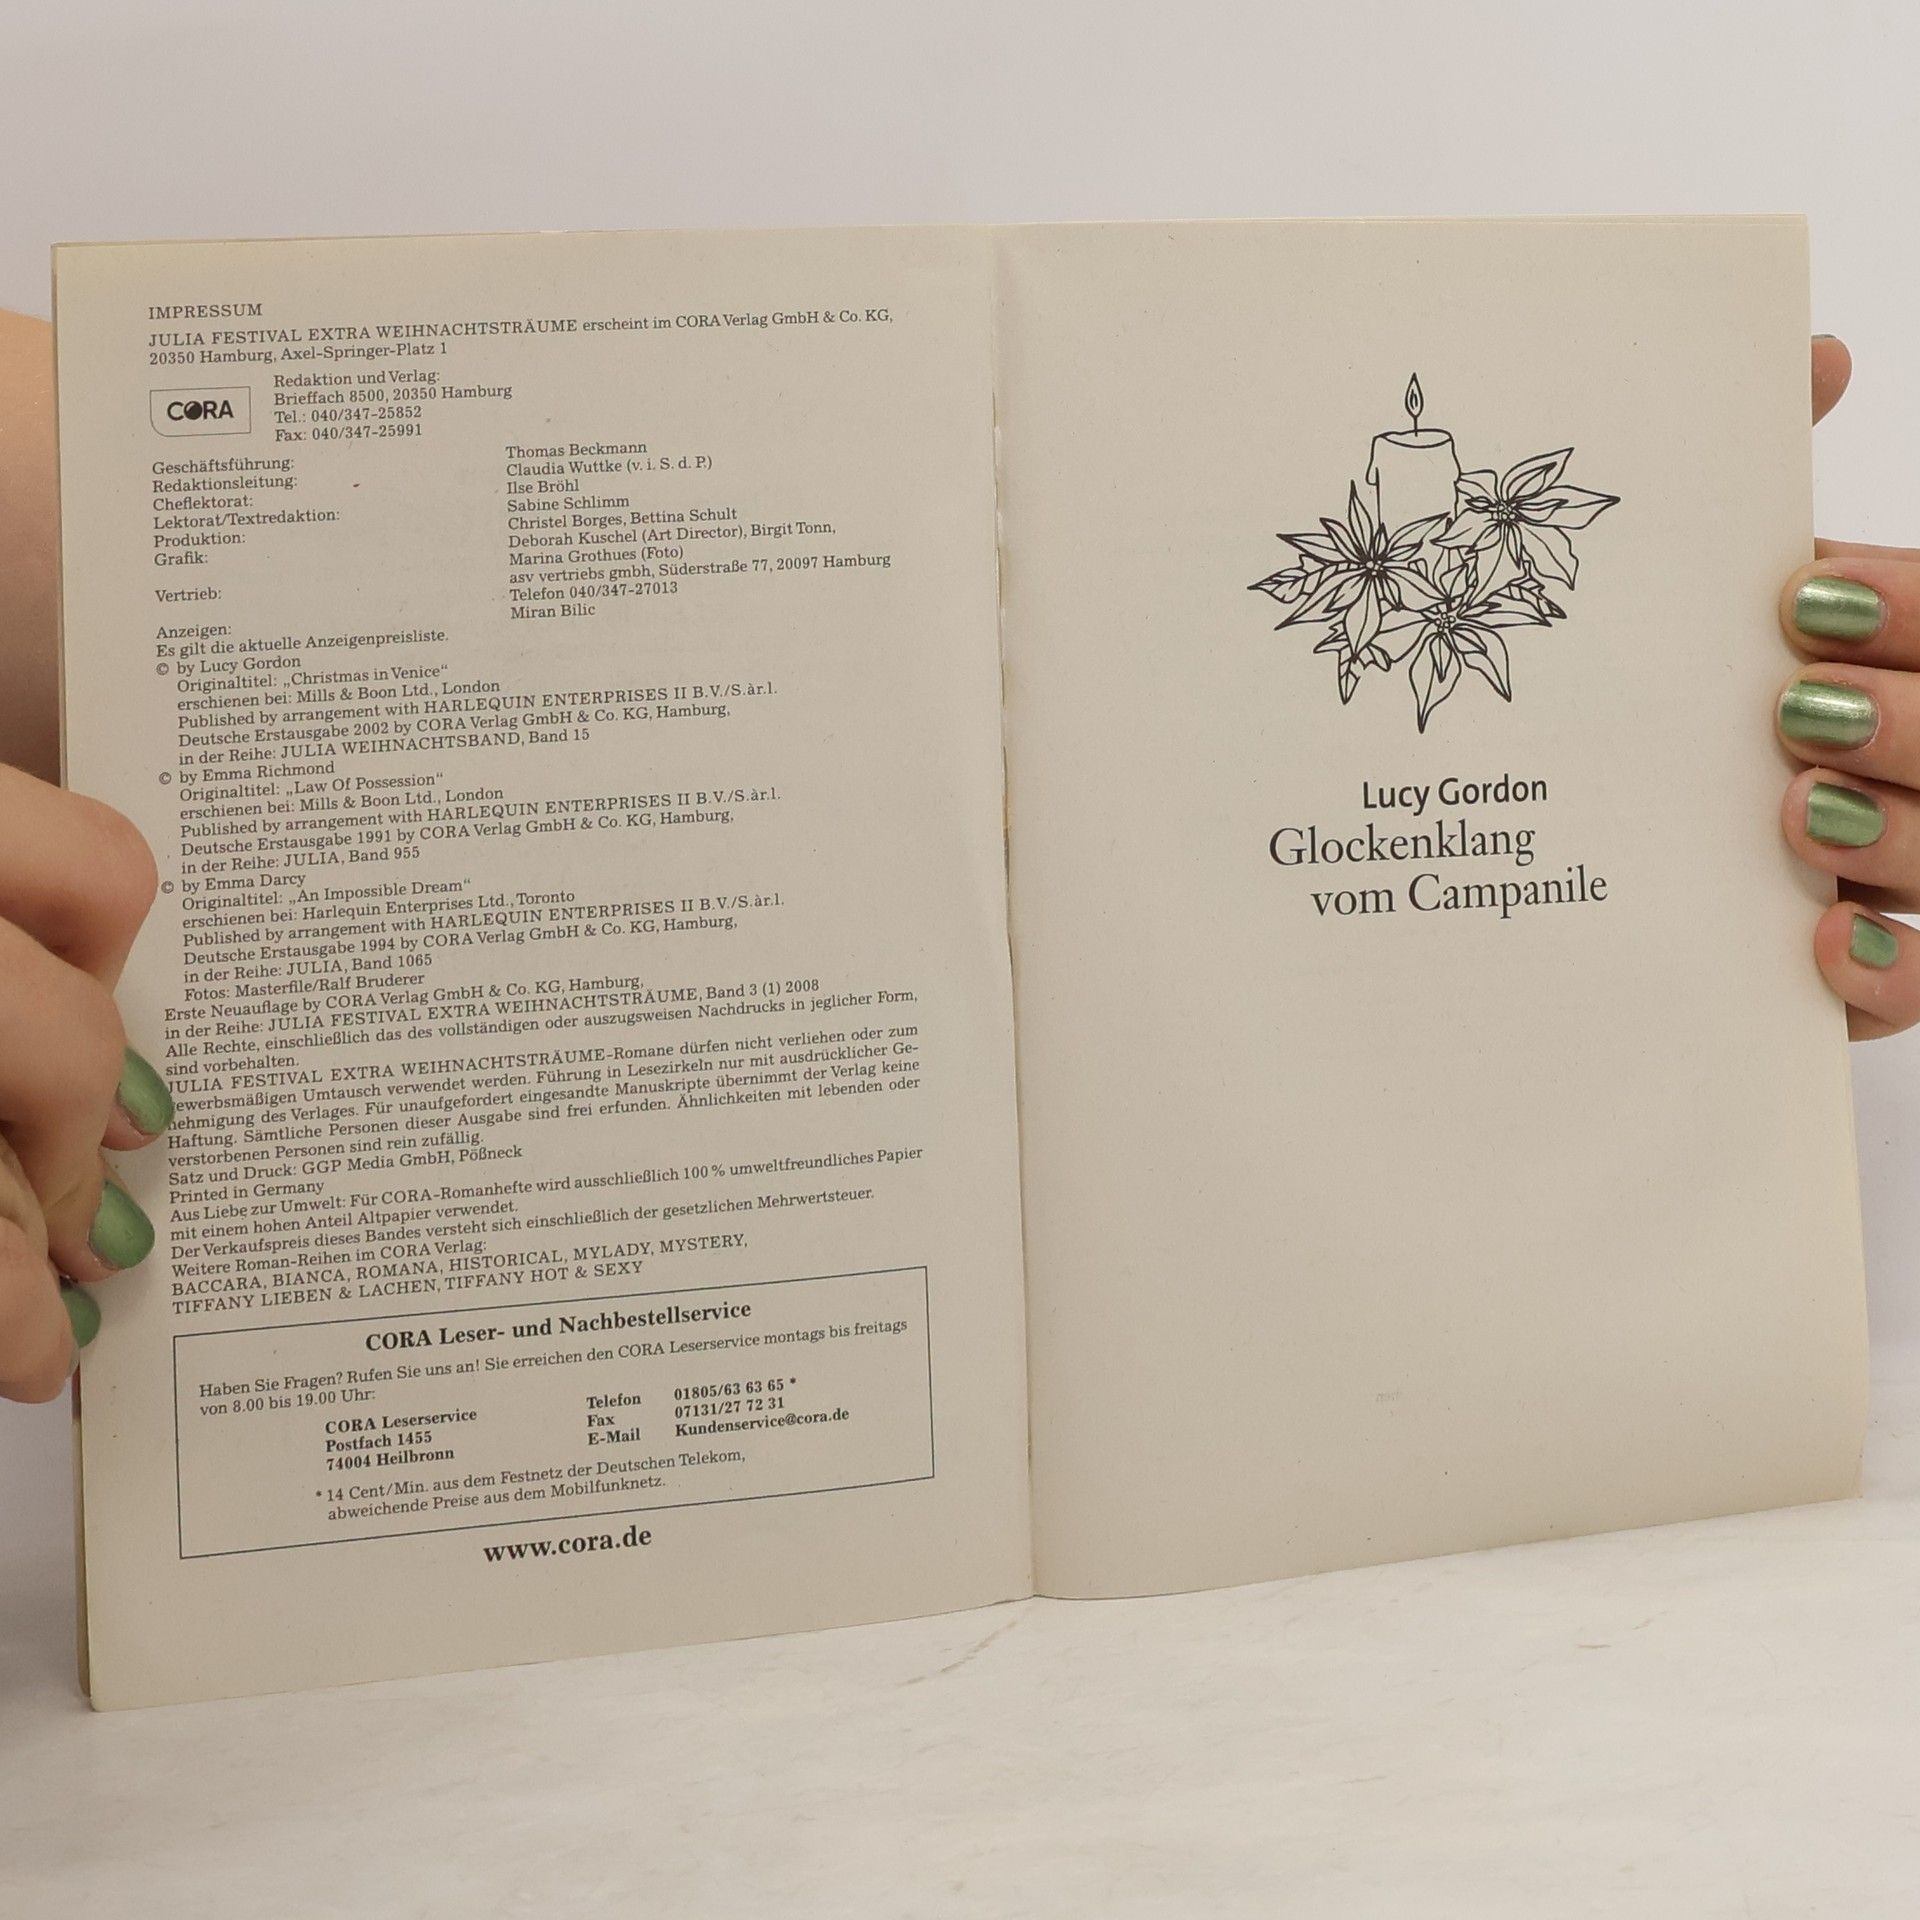 IMPRESSUM
JULIA FESTIVAL EXTRA WEIHNACHTSTRÄUME erscheint im CORA Verlag GmbH & Co. KG,
20350 Hamburg, Axel-Springer-Platz 1
CORA
Redaktion und Verlag:
Brieffach 8500, 20350 Hamburg
Tel.: 040/347-25852
Fax: 040/347-25991
Geschäftsführung: Thomas Beckmann
Redaktionsleitung: Claudia Wuttke (v. i. S. d. P.)
Cheflektorat: Ilse Bröhl
Lektorat/Textredaktion: Sabine Schlimm
Produktion: Christel Borges, Bettina Schult
Grafik: Deborah Kuschel (Art Director), Birgit Tonn,
Marina Grothues (Foto)
Vertrieb: asv vertriebs gmbh, Süderstraße 77, 20097 Hamburg
Telefon 040/347-27013
Anzeigen: Miran Bilic
Es gilt die aktuelle Anzeigenpreisliste.
© by Lucy Gordon
Originaltitel: „Christmas in Venice“
erschienen bei: Mills & Boon Ltd., London
Published by arrangement with HARLEQUIN ENTERPRISES II B.V./S.àr.l.
Deutsche Erstausgabe 2002 by CORA Verlag GmbH & Co. KG, Hamburg,
in der Reihe: JULIA WEIHNACHTSBAND, Band 15
© by Emma Richmond
Originaltitel: „Law Of Possession“
erschienen bei: Mills & Boon Ltd., London
Published by arrangement with HARLEQUIN ENTERPRISES II B.V./S.àr.l.
Deutsche Erstausgabe 1991 by CORA Verlag GmbH & Co. KG, Hamburg,
in der Reihe: JULIA, Band 955
© by Emma Darcy
Originaltitel: „An Impossible Dream“
erschienen bei: Harlequin Enterprises Ltd., Toronto
Published by arrangement with HARLEQUIN ENTERPRISES II B.V./S.àr.l.
Deutsche Erstausgabe 1994 by CORA Verlag GmbH & Co. KG, Hamburg,
in der Reihe: JULIA, Band 1065
Fotos: Masterfile/Ralf Bruderer
Erste Neuauflage by CORA Verlag GmbH & Co. KG, Hamburg,
in der Reihe: JULIA FESTIVAL EXTRA WEIHNACHTSTRÄUME, Band 3 (1) 2008
Alle Rechte, einschließlich das des vollständigen oder auszugsweisen Nachdrucks in jeglicher Form,
sind vorbehalten.
JULIA FESTIVAL EXTRA WEIHNACHTSTRÄUME-Romane dürfen nicht verliehen oder zum
gewerbsmäßigen Umtausch verwendet werden. Führung in Lesezirkeln nur mit ausdrücklicher Ge-
nehmigung des Verlages. Für unaufgefordert eingesandte Manuskripte übernimmt der Verlag keine
Haftung. Sämtliche Personen dieser Ausgabe sind frei erfunden. Ähnlichkeiten mit lebenden oder
verstorbenen Personen sind rein zufällig.
Satz und Druck: GGP Media GmbH, Pößneck
Printed in Germany
Aus Liebe zur Umwelt: Für CORA-Romanhefte wird ausschließlich 100 % umweltfreundliches Papier
mit einem hohen Anteil Altpapier verwendet.
Der Verkaufspreis dieses Bandes versteht sich einschließlich der gesetzlichen Mehrwertsteuer.
Weitere Roman-Reihen im CORA Verlag:
BACCARA, BIANCA, ROMANA, HISTORICAL, MYLADY, MYSTERY,
TIFFANY LIEBEN & LACHEN, TIFFANY HOT & SEXY
CORA Leser- und Nachbestellservice
Haben Sie Fragen? Rufen Sie uns an! Sie erreichen den CORA Leserservice montags bis freitags
von 8.00 bis 19.00 Uhr:
CORA Leserservice
Postfach 1455
74004 Heilbronn
Telefon 01805/63 63 65 *
Fax 07131/27 72 31
E-Mail Kundenservice@cora.de
* 14 Cent/Min. aus dem Festnetz der Deutschen Telekom,
abweichende Preise aus dem Mobilfunknetz.
www.cora.de
Lucy Gordon
Glockenklang
vom Campanile